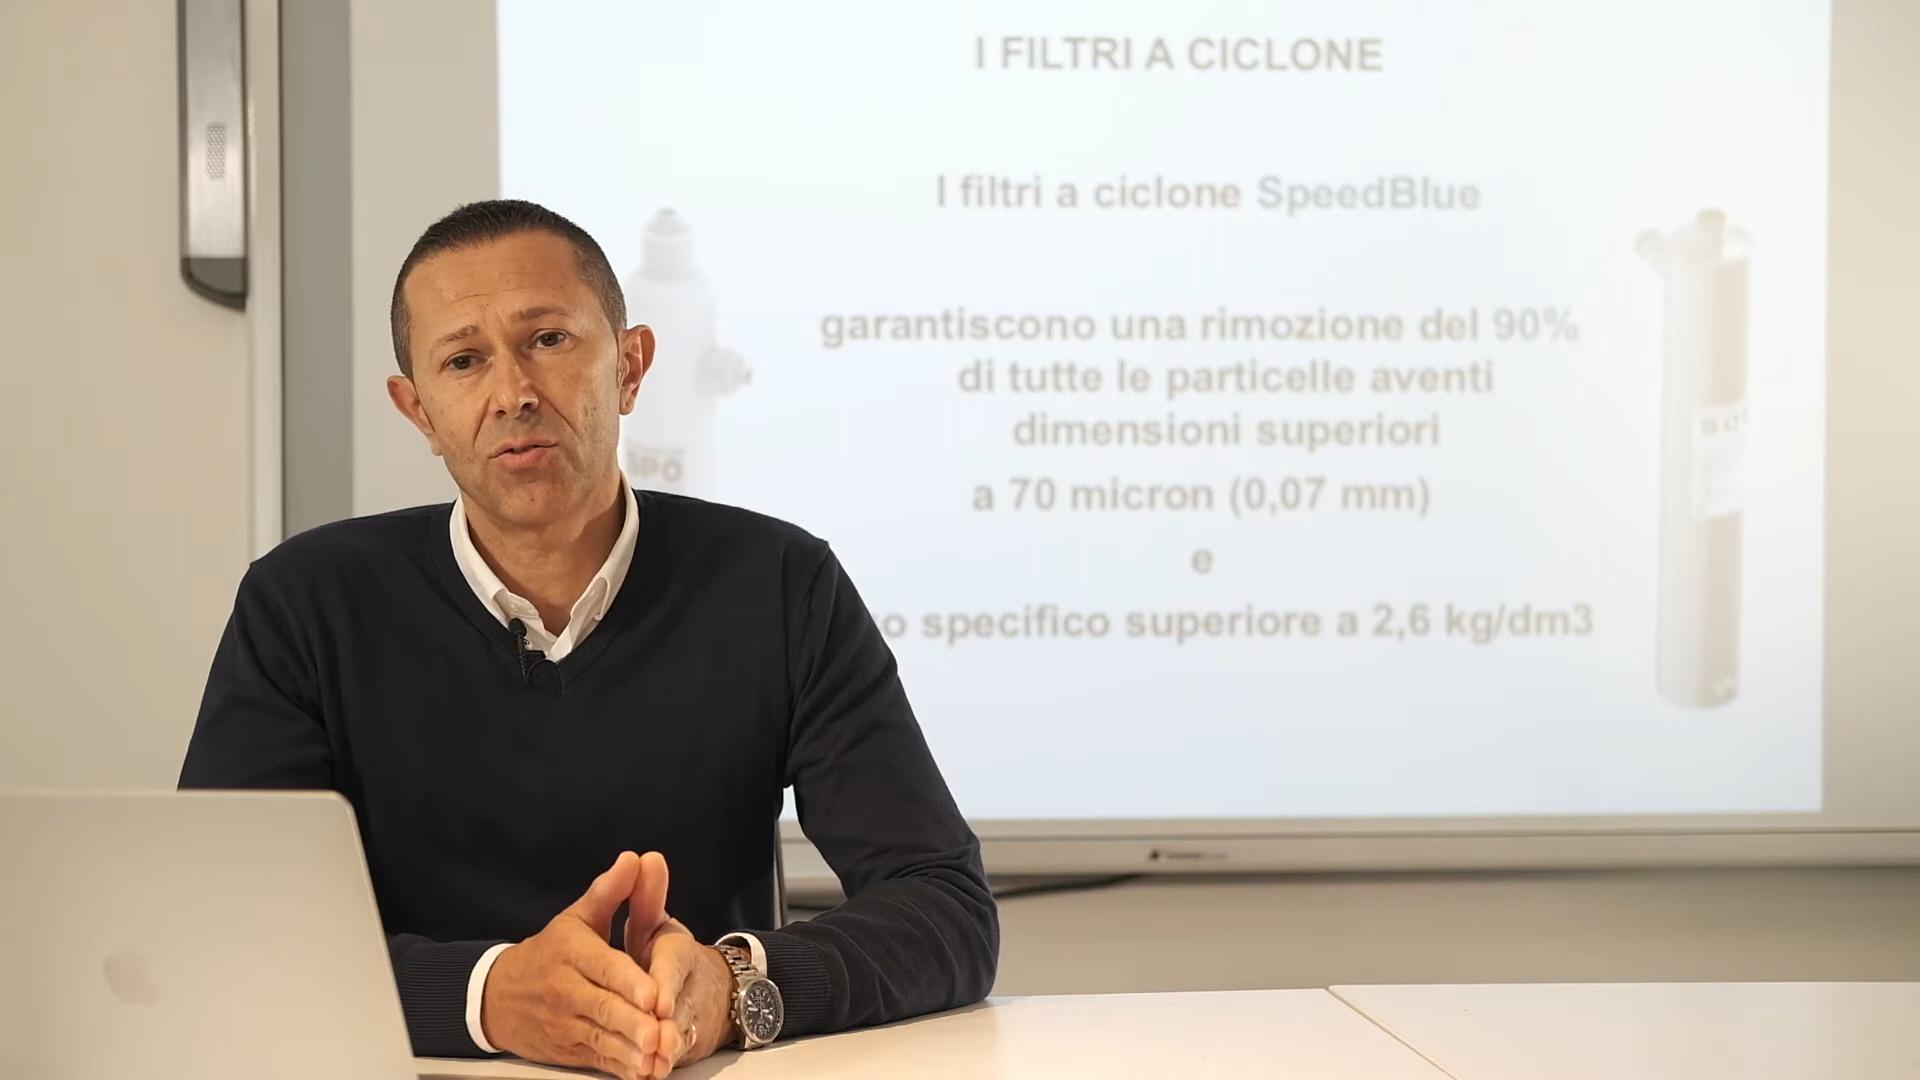 I FILTRI A CICLONE
I filtri a ciclone SpeedBlue
garantiscono una rimozione del 90%
di tutte le particelle aventi
dimensioni superiori
a 70 micron (0,07 mm)
e
o specifico superiore a 2,6 kg/dm3